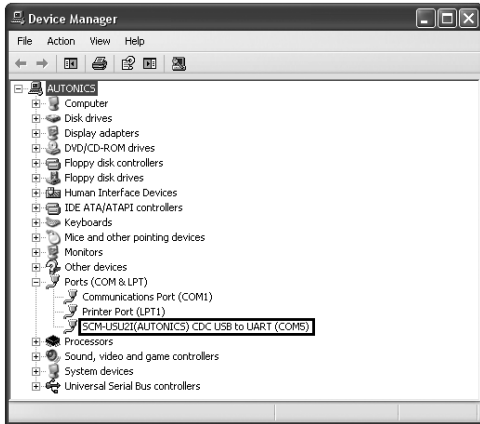 Device Manager
File Action View Help
AUTONICS
Computer
Disk drives
Display adapters
DVD/CD-ROM drives
Floppy disk controllers
Floppy disk drives
Human Interface Devices
IDE ATA/ATAPI controllers
Keyboards
Mice and other pointing devices
Monitors
Other devices
Ports (COM & LPT)
Communications Port (COM1)
Printer Port (LPT1)
SCM-USU2I(AUTONICS) CDC USB to UART (COM5)
Processors
Sound, video and game controllers
System devices
Universal Serial Bus controllers